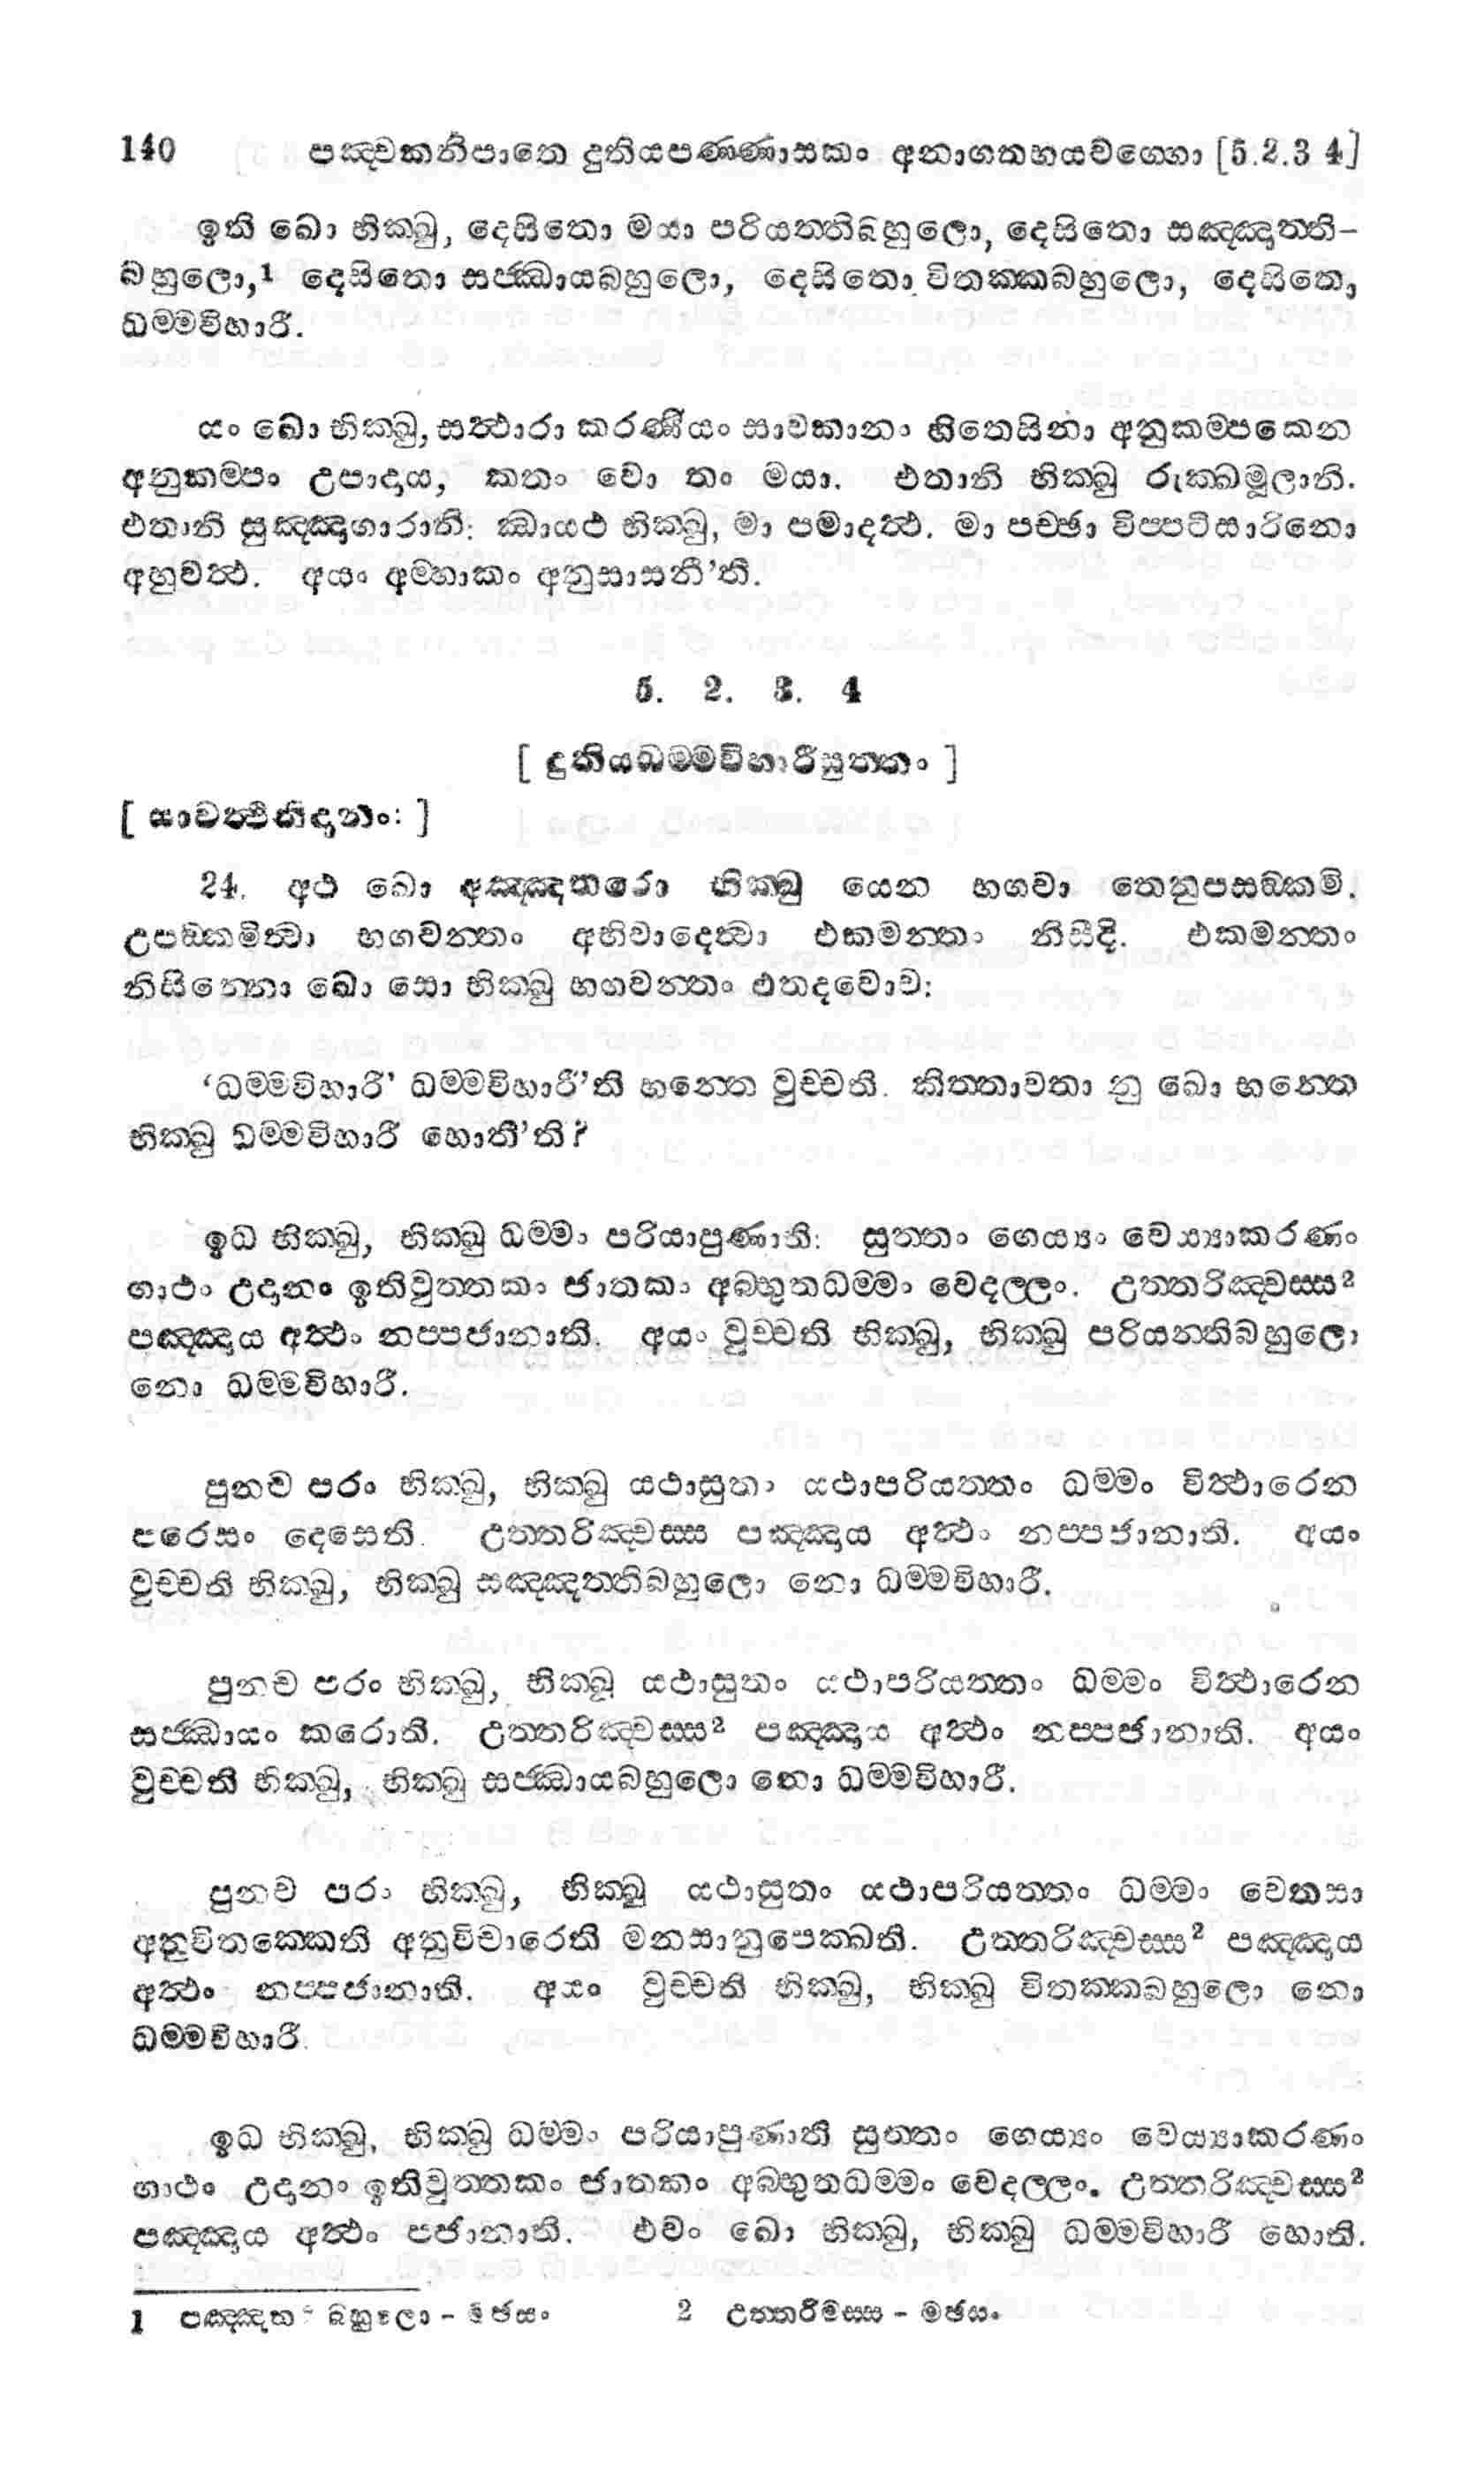 140 පඤ්චකනිපාතො දුතියපණ්ණාසකං අනාගතභයවග්ගො [5.2.3 4]
ඉති ඛො භික්ඛු, දෙසිතො මයා පරියත්තිබහුලො, දෙසිතො සඤ්ඤත්ති-
බහුලො,1 දෙසිතො සජ්ඣායබහුලො, දෙසිතො විතක්කබහුලො, දෙසිතො
ධම්මවිහාරී.
යං ඛො භික්ඛු, සත්ථාරා කරණීයං සාවකානං හිතෙසිනා අනුකම්පකෙන
අනුකම්පං උපාදාය, කතං වො තං මයා. එතානි භික්ඛු රුක්ඛමූලානි.
එතානි සුඤ්ඤාගාරානි: ඣායථ භික්ඛු, මා පමාදත්ථ. මා පච්ඡා විප්පටිසාරිනො
අහුවත්ථ. අයං අම්හාකං අනුසාසනී’ති.
5. 2. 3. 4
[ දුතියධම්මවිහාරීසුත්තං ]
[ සාවත්ථිනිදානං: ]
24. අථ ඛො අඤ්ඤතරො භික්ඛු යෙන භගවා තෙනුපසඞ්කමි.
උපඞ්කමිත්වා භගවන්තං අභිවාදෙත්වා එකමන්තං නිසීදි. එකමන්තං
නිසින්නො ඛො සො භික්ඛු භගවන්තං එතදවොච:
‘ධම්මවිහාරී’ ධම්මවිහාරී’ති භන්තෙ වුච්චති. කිත්තාවතා නු ඛො භන්තෙ
භික්ඛු ධම්මවිහාරී හොතී’ති?
ඉධ භික්ඛු, භික්ඛු ධම්මං පරියාපුණාති: සුත්තං ගෙය්‍යං වෙය්‍යාකරණං
ගාථං උදානං ඉතිවුත්තකං ජාතකං අබ්භුතධම්මං වෙදල්ලං. උත්තරිඤ්චස්ස2
පඤ්ඤාය අත්ථං නප්පජානාති. අයං වුච්චති භික්ඛු, භික්ඛු පරියත්තිබහුලො
නො ධම්මවිහාරී.
පුන ච පරං භික්ඛු, භික්ඛු යථාසුතං යථාපරියත්තං ධම්මං විත්ථාරෙන
පරෙසං දෙසෙති. උත්තරිඤ්චස්ස පඤ්ඤාය අත්ථං නප්පජානාති. අයං
වුච්චති භික්ඛු, භික්ඛු සඤ්ඤත්තිබහුලො නො ධම්මවිහාරී.
පුන ච පරං භික්ඛු, භික්ඛු යථාසුතං යථාපරියත්තං ධම්මං විත්ථාරෙන
සජ්ඣායං කරොති. උත්තරිඤ්චස්ස2 පඤ්ඤාය අත්ථං නප්පජානාති. අයං
වුච්චති භික්ඛු, භික්ඛු සජ්ඣායබහුලො නො ධම්මවිහාරී.
පුන ච පරං භික්ඛු, භික්ඛු යථාසුතං යථාපරියත්තං ධම්මං චෙතසා
අනුවිතක්කෙති අනුවිචාරෙති මනසානුපෙක්ඛති. උත්තරිඤ්චස්ස2 පඤ්ඤාය
අත්ථං නප්පජානාති. අයං වුච්චති භික්ඛු, භික්ඛු විතක්කබහුලො නො
ධම්මවිහාරී.
ඉධ භික්ඛු, භික්ඛු ධම්මං පරියාපුණාති සුත්තං ගෙය්‍යං වෙය්‍යාකරණං
ගාථං උදානං ඉතිවුත්තකං ජාතකං අබ්භුතධම්මං වෙදල්ලං. උත්තරිඤ්චස්ස2
පඤ්ඤාය අත්ථං පජානාති. එවං ඛො භික්ඛු, භික්ඛු ධම්මවිහාරී හොති.
1 බහුලො - මජසං 2 උත්තරිමස්ස - මජසං